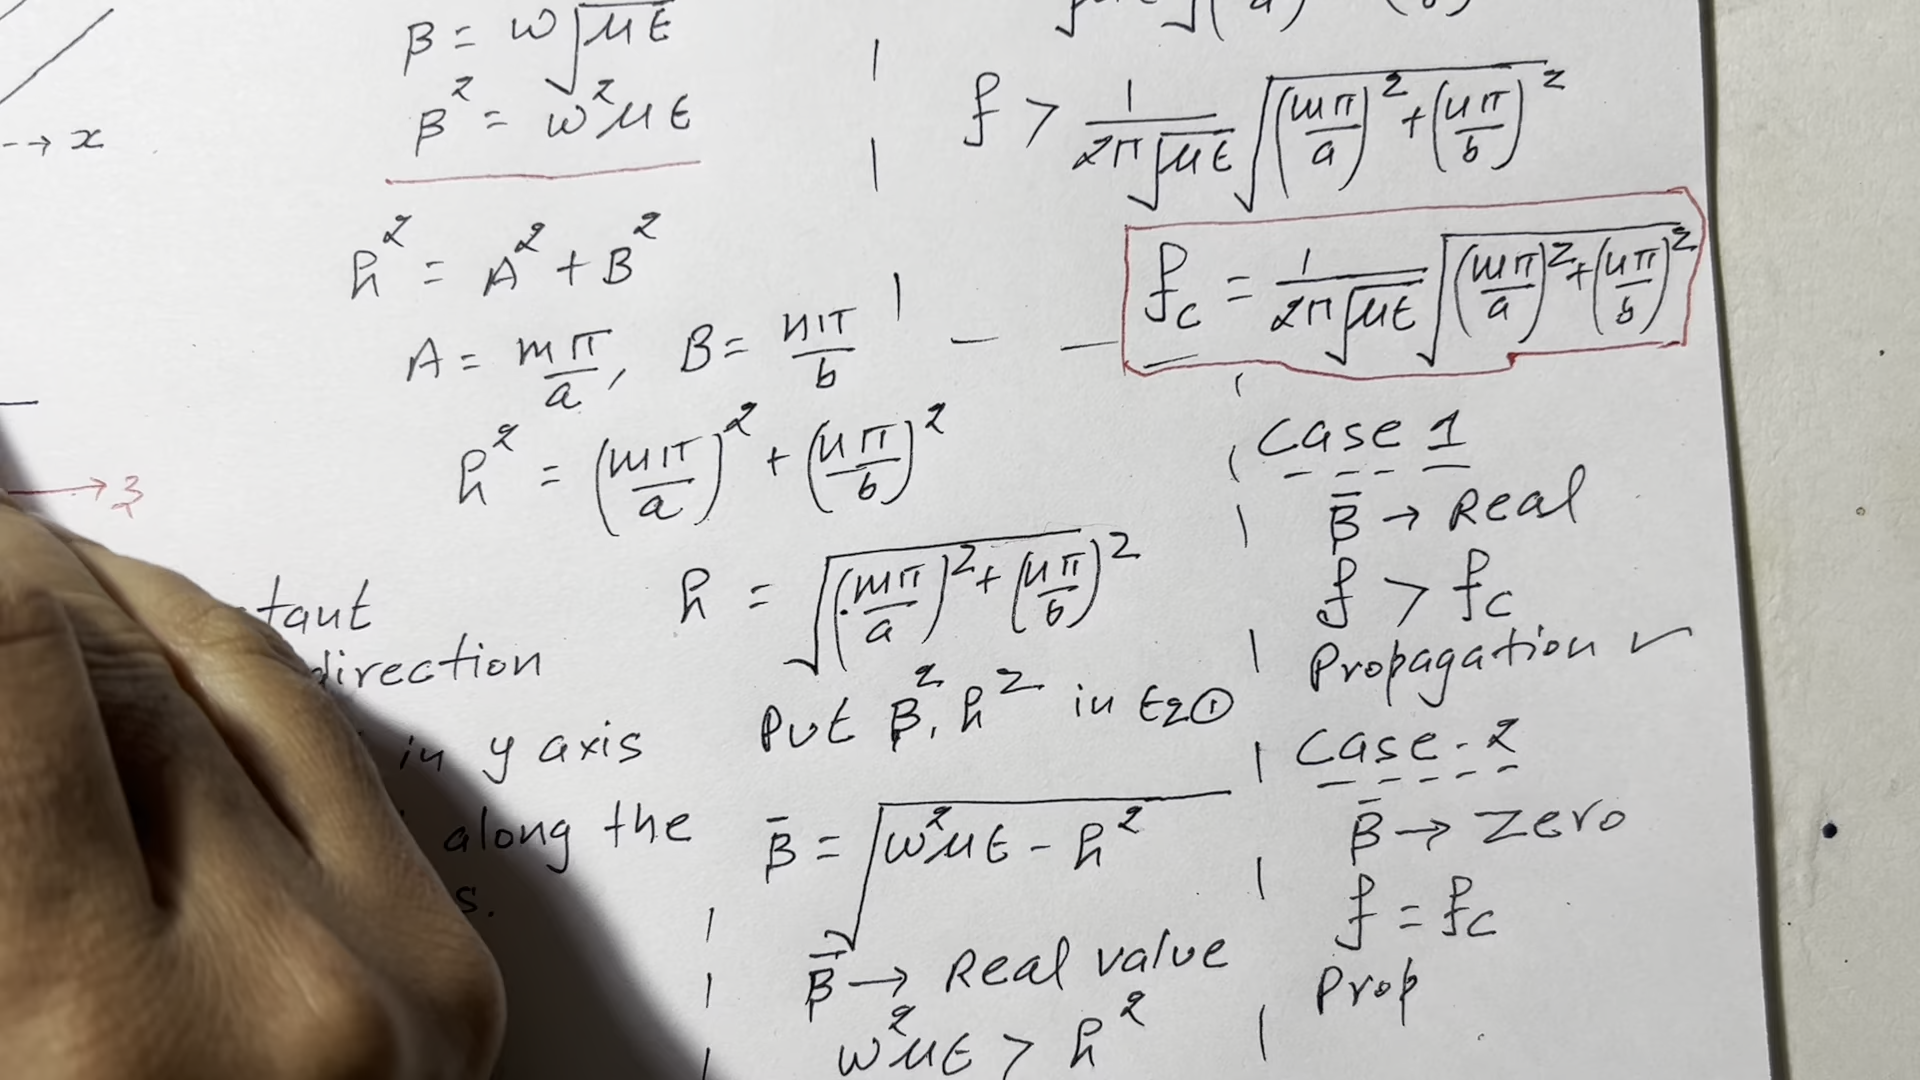 β = ω√με
β² = ω²με
→ x
h² = A² + B²
A = mπ/a, B = nπ/b
h² = (mπ/a)² + (nπ/b)²
h = √(mπ/a)² + (nπ/b)²
→ z
direction
in y axis
along the
Put β², h² in Eq①
β̄ = √ω²με - h²
β̄ → Real value
ω²με > h²
f > 1/2π√με √(mπ/a)² + (nπ/b)²
fc = 1/2π√με √(mπ/a)² + (nπ/b)²
Case 1
β̄ → Real
f > fc
Propagation ✓
Case - 2
β̄ → Zero
f = fc
Prop